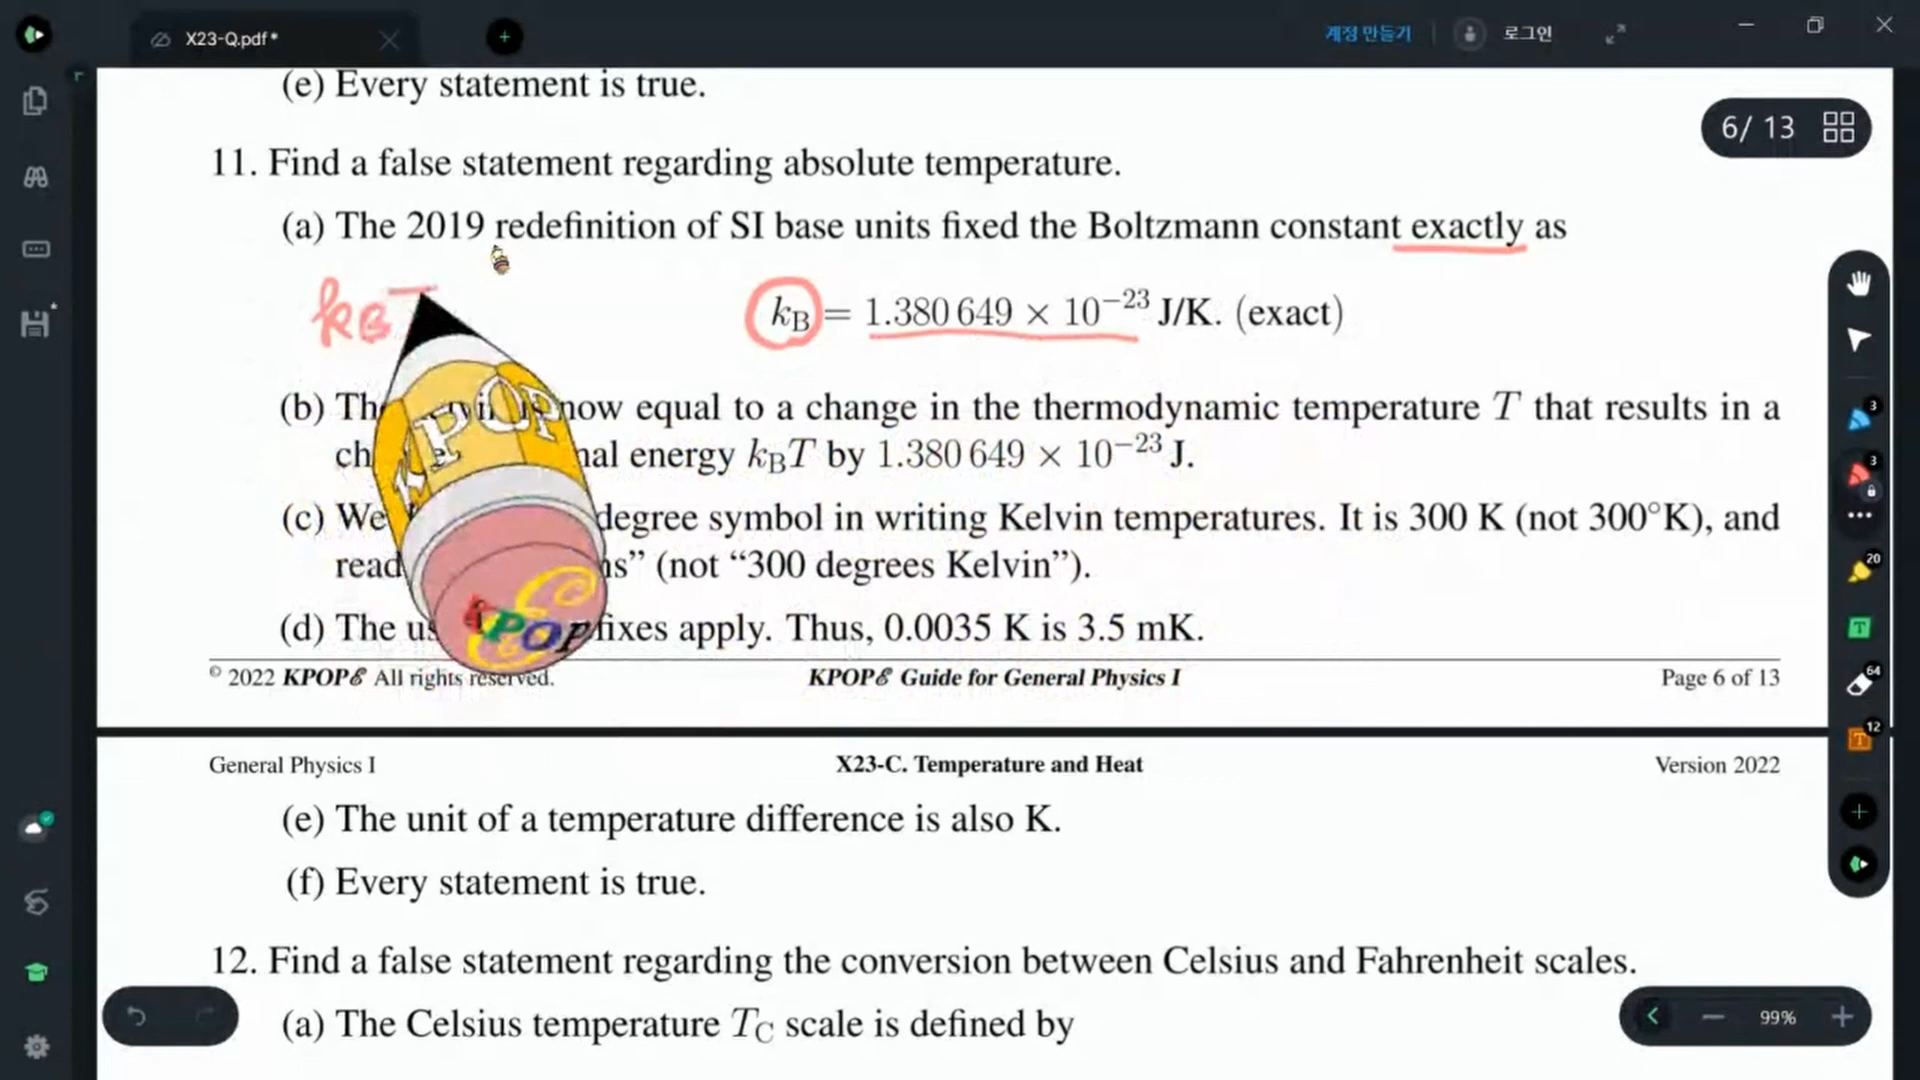 X23-Q.pdf*
계정 만들기
로그인
6/ 13
(e) Every statement is true.
11. Find a false statement regarding absolute temperature.
(a) The 2019 redefinition of SI base units fixed the Boltzmann constant exactly as
kB
kB = 1.380 649 × 10−23 J/K. (exact)
(b) now equal to a change in the thermodynamic temperature T that results in a
energy kBT by 1.380 649 × 10−23 J.
(c) We degree symbol in writing Kelvin temperatures. It is 300 K (not 300°K), and
read (not “300 degrees Kelvin”).
(d) The apply. Thus, 0.0035 K is 3.5 mK.
KPOP
KPOPE
© 2022 KPOPE All rights reserved.
KPOPE Guide for General Physics I
Page 6 of 13
General Physics I
X23-C. Temperature and Heat
Version 2022
(e) The unit of a temperature difference is also K.
(f) Every statement is true.
12. Find a false statement regarding the conversion between Celsius and Fahrenheit scales.
(a) The Celsius temperature TC scale is defined by
3
3
20
T
64
T
12
99%